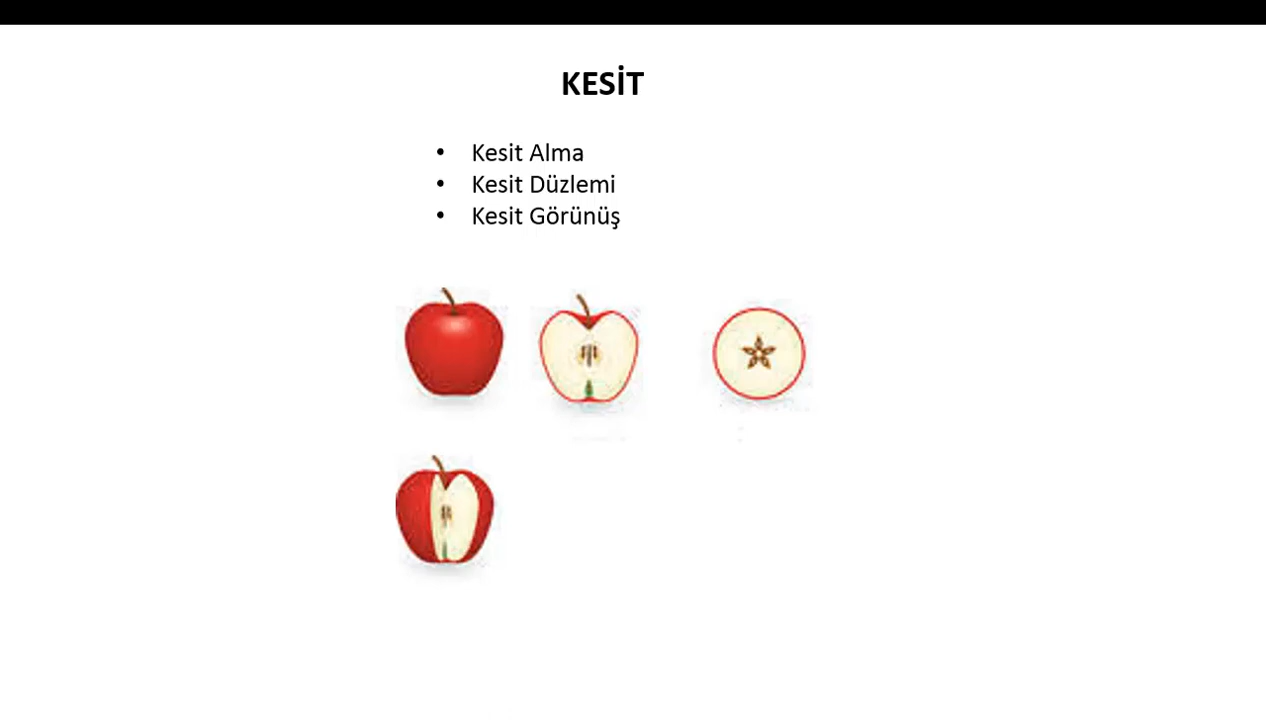 KESİT
• Kesit Alma
• Kesit Düzlemi
• Kesit Görünüş